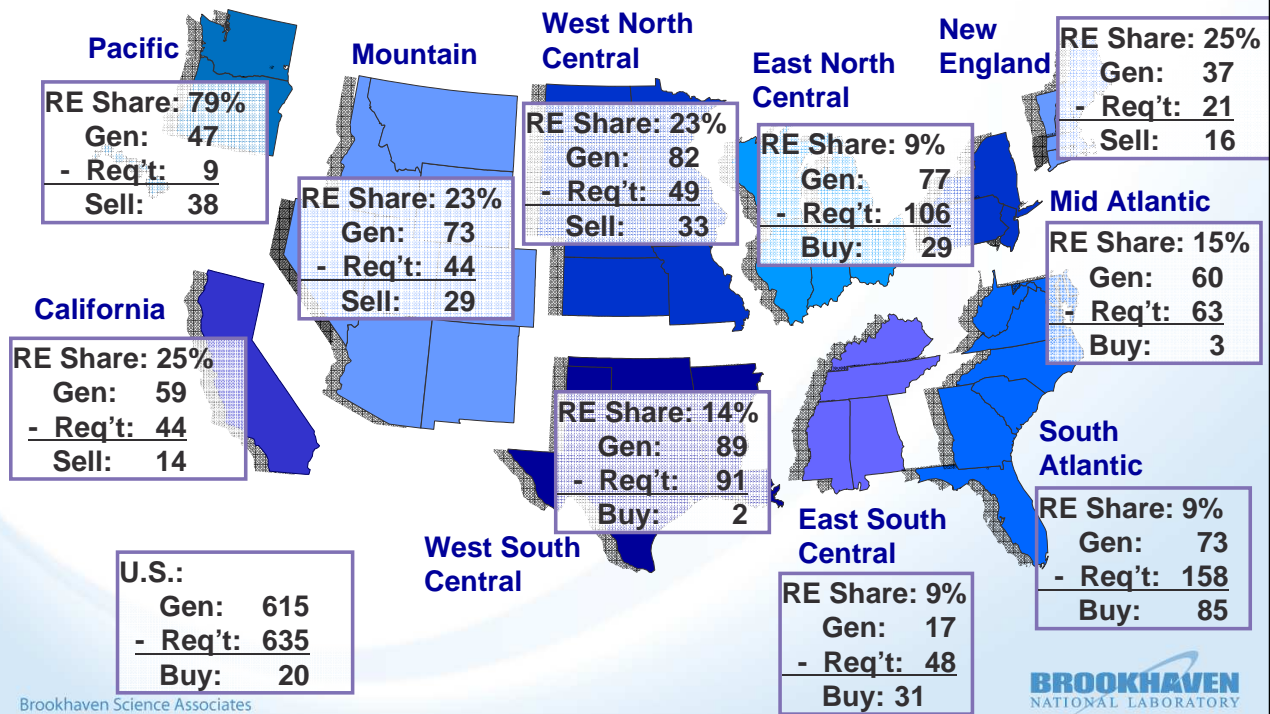 Pacific
RE Share: 79%
Gen: 47
- Req't: 9
Sell: 38
Mountain
RE Share: 23%
Gen: 73
- Req't: 44
Sell: 29
West North
Central
RE Share: 23%
Gen: 82
- Req't: 49
Sell: 33
East North
Central
RE Share: 9%
Gen: 77
- Req't: 106
Buy: 29
New
England
RE Share: 25%
Gen: 37
- Req't: 21
Sell: 16
Mid Atlantic
RE Share: 15%
Gen: 60
- Req't: 63
Buy: 3
California
RE Share: 25%
Gen: 59
- Req't: 44
Sell: 14
West South
Central
RE Share: 14%
Gen: 89
- Req't: 91
Buy: 2
East South
Central
RE Share: 9%
Gen: 17
- Req't: 48
Buy: 31
South
Atlantic
RE Share: 9%
Gen: 73
- Req't: 158
Buy: 85
U.S.:
Gen: 615
- Req't: 635
Buy: 20
Brookhaven Science Associates
BROOKHAVEN
NATIONAL LABORATORY